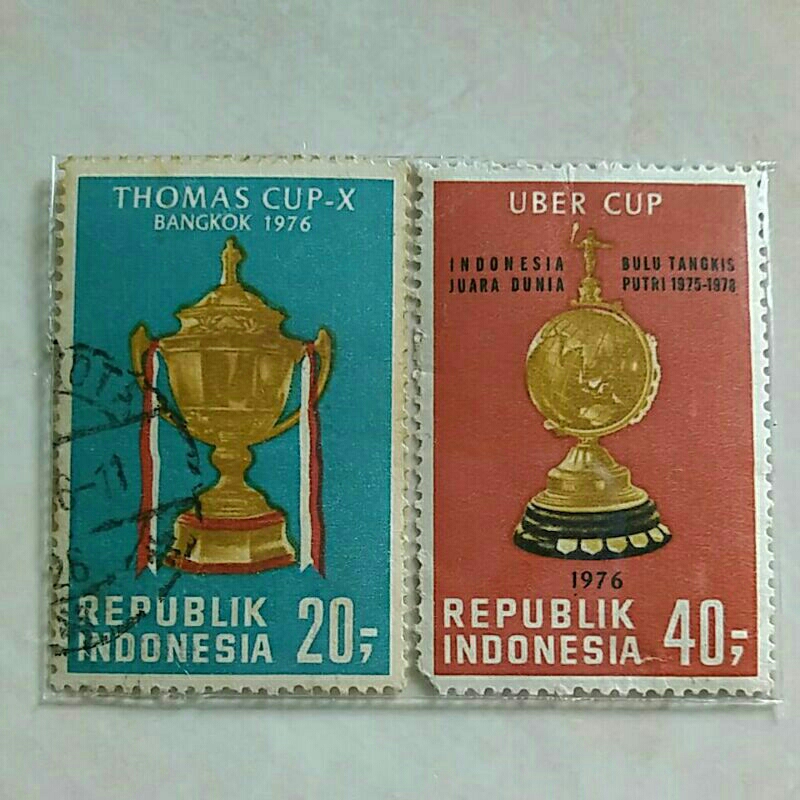 THOMAS CUP-X
BANGKOK 1976
REPUBLIK
INDONESIA
20,-
UBER CUP
INDONESIA BULU TANGKIS
JUARA DUNIA PUTRI 1975-1978
1976
REPUBLIK
INDONESIA
40,-